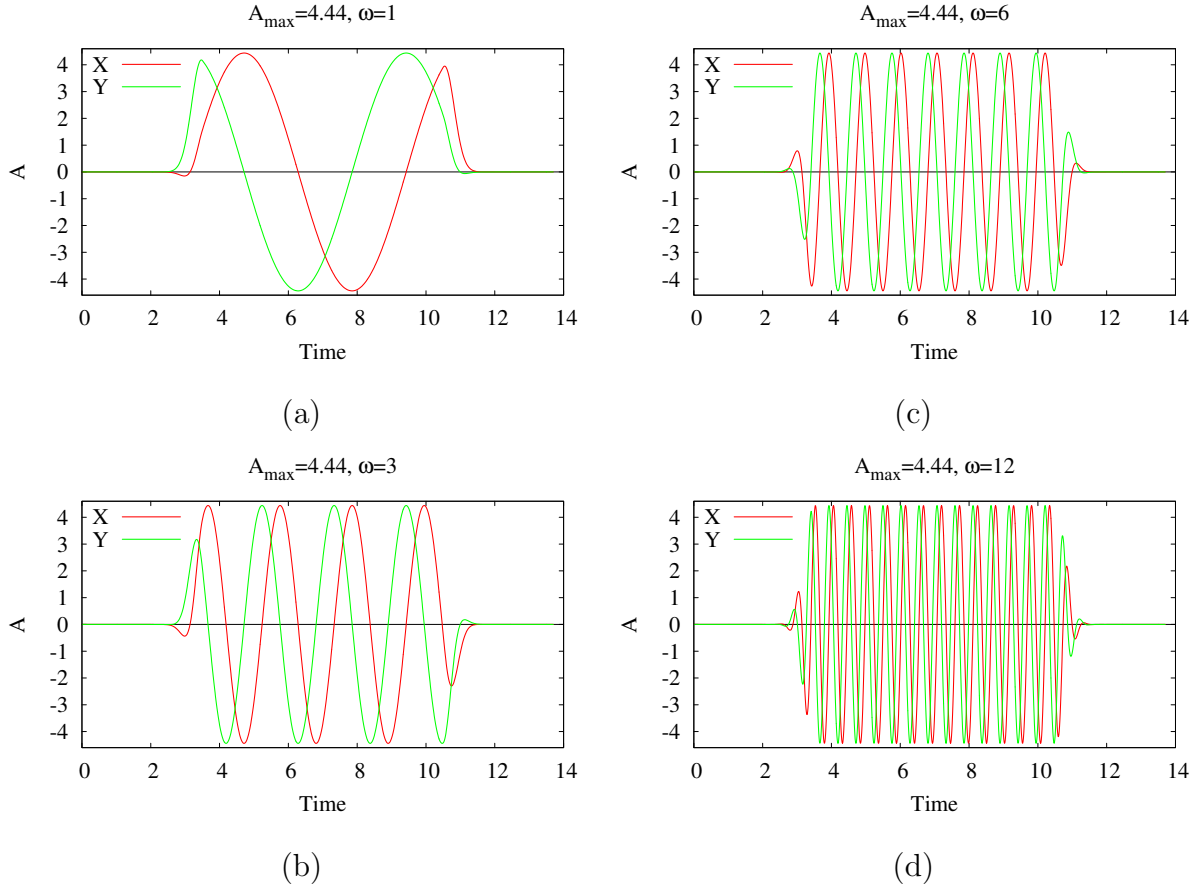 A_max=4.44, ω=1
X
Y
4
3
2
1
0
-1
-2
-3
-4
A
0 2 4 6 8 10 12 14
Time
(a)
A_max=4.44, ω=6
X
Y
4
3
2
1
0
-1
-2
-3
-4
A
0 2 4 6 8 10 12 14
Time
(c)
A_max=4.44, ω=3
X
Y
4
3
2
1
0
-1
-2
-3
-4
A
0 2 4 6 8 10 12 14
Time
(b)
A_max=4.44, ω=12
X
Y
4
3
2
1
0
-1
-2
-3
-4
A
0 2 4 6 8 10 12 14
Time
(d)